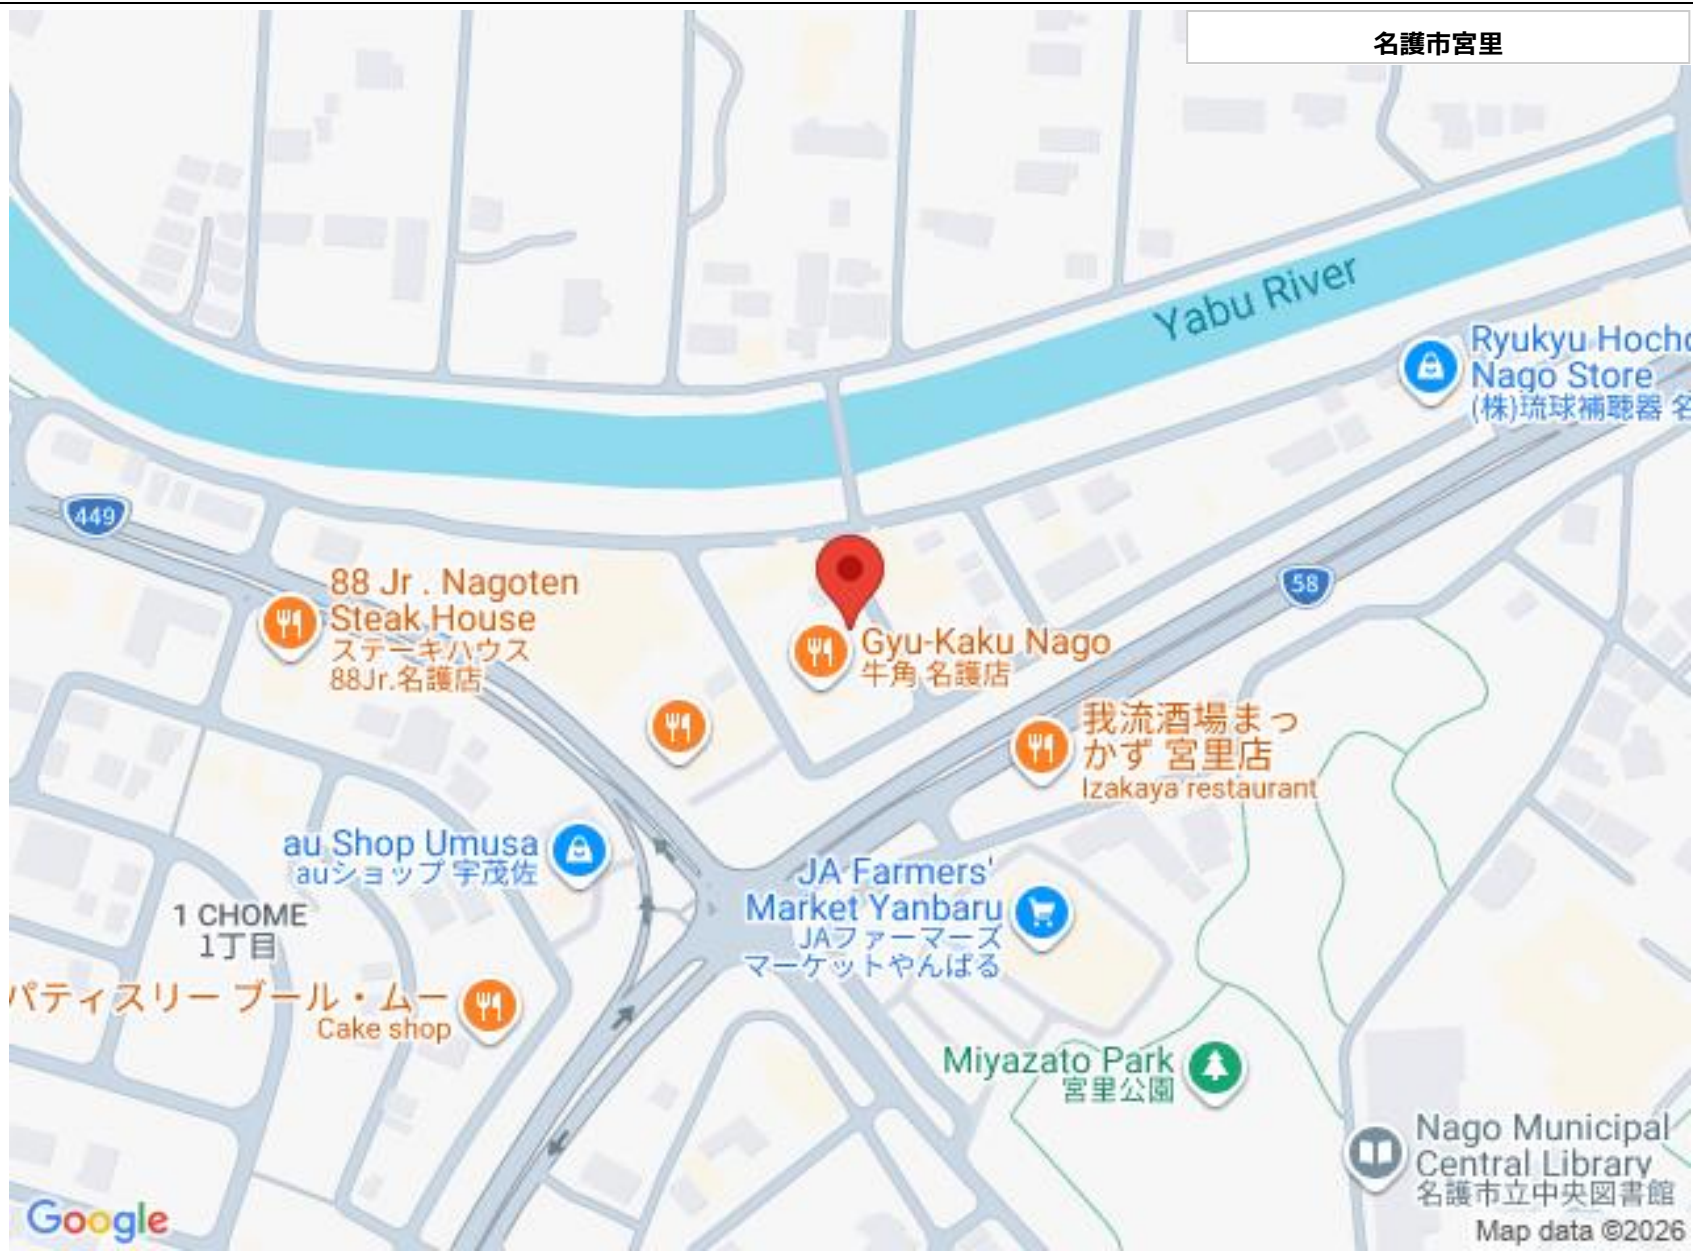 名護市宮里
Yabu River
Ryukyu Hocho
Nago Store
(株)琉球補聴器 名
449
58
88 Jr . Nagoten
Steak House
ステーキハウス
88Jr.名護店
Gyu-Kaku Nago
牛角 名護店
我流酒場まっ
かず 宮里店
Izakaya restaurant
au Shop Umusa
auショップ 宇茂佐
JA Farmers'
Market Yanbaru
JAファーマーズ
マーケットやんばる
1 CHOME
1丁目
パティスリー ブール・ムー
Cake shop
Miyazato Park
宮里公園
Nago Municipal
Central Library
名護市立中央図書館
Google
Map data ©2026